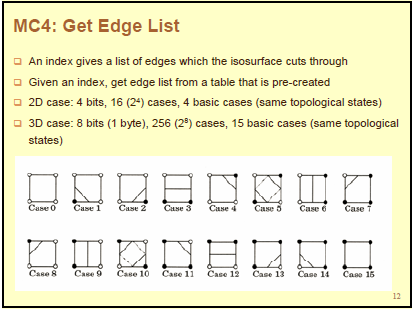 MC4: Get Edge List
An index gives a list of edges which the isosurface cuts through
Given an index, get edge list from a table that is pre-created
2D case: 4 bits, 16 (2⁴) cases, 4 basic cases (same topological states)
3D case: 8 bits (1 byte), 256 (2⁸) cases, 15 basic cases (same topological
states)
Case 0 Case 1 Case 2 Case 3 Case 4 Case 5 Case 6 Case 7
Case 8 Case 9 Case 10 Case 11 Case 12 Case 13 Case 14 Case 15
12